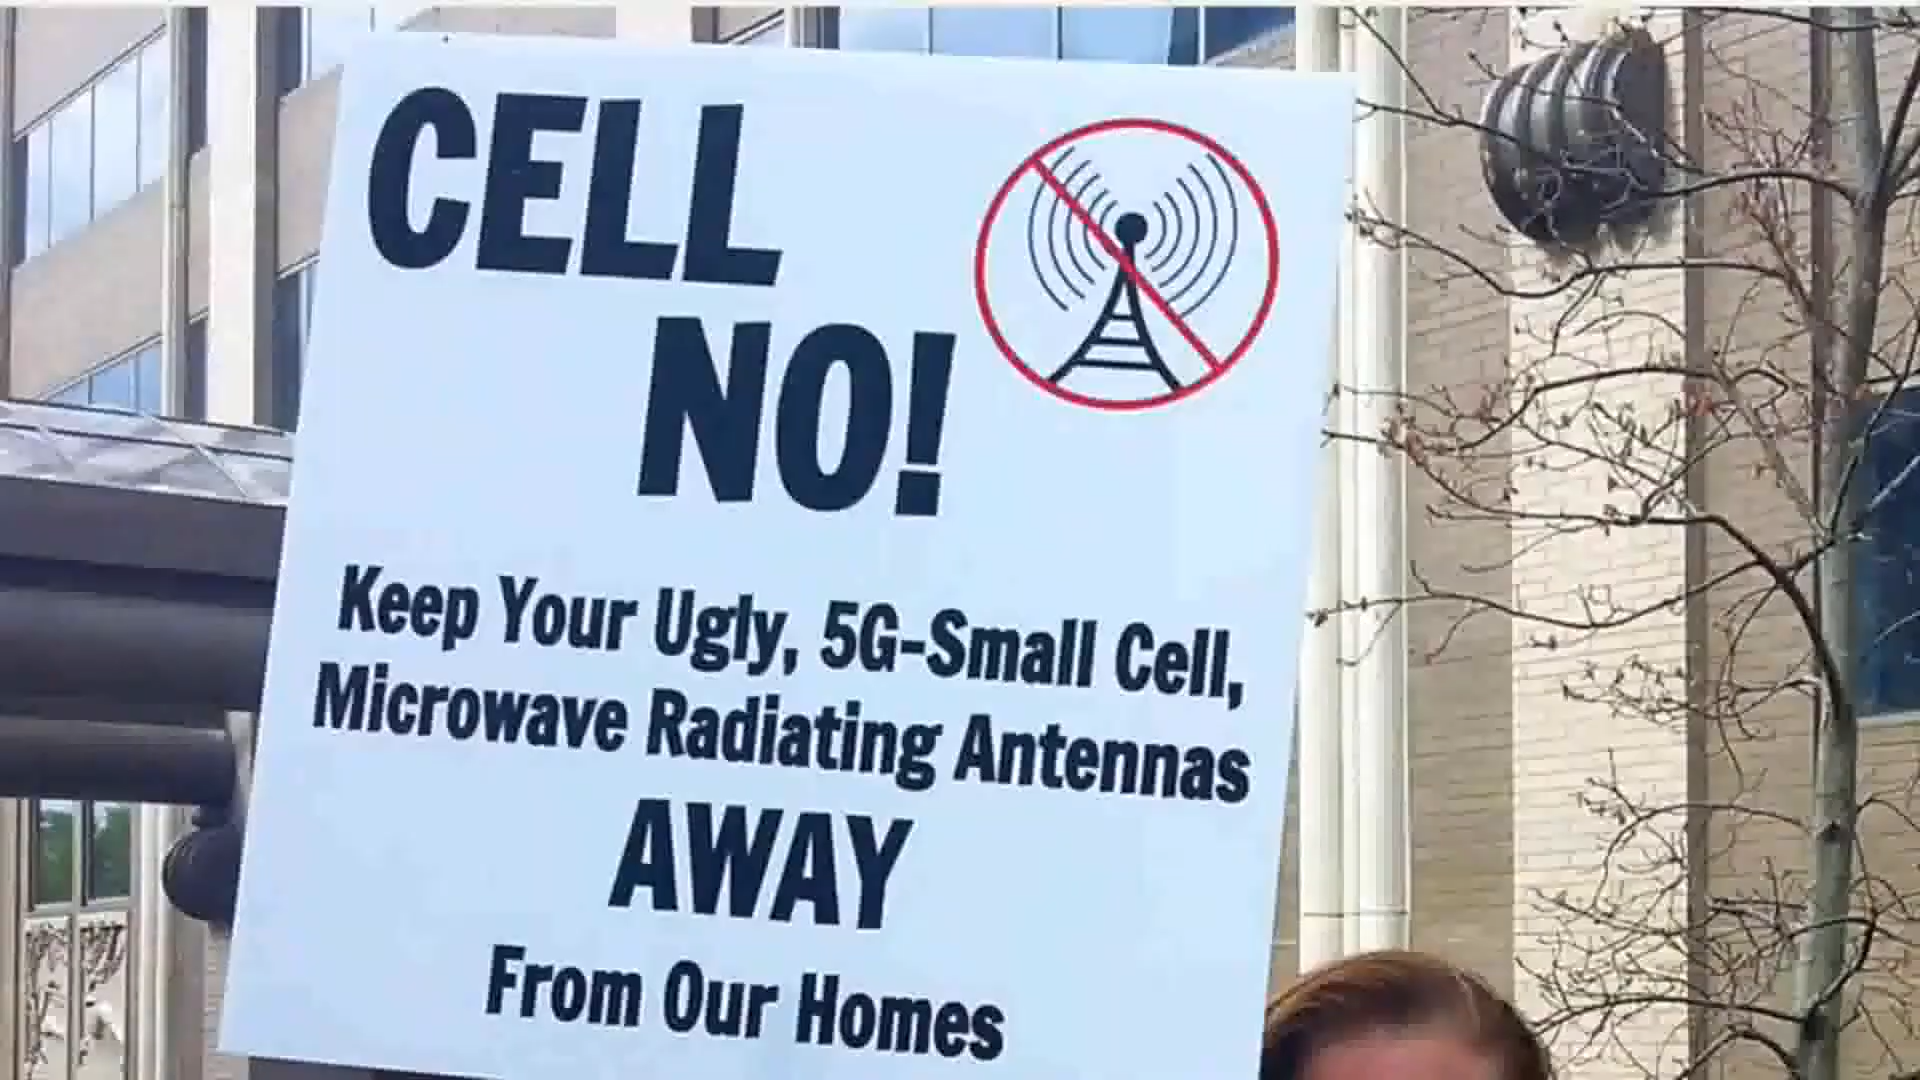 CELL
NO!
Keep Your Ugly, 5G-Small Cell,
Microwave Radiating Antennas
AWAY
From Our Homes